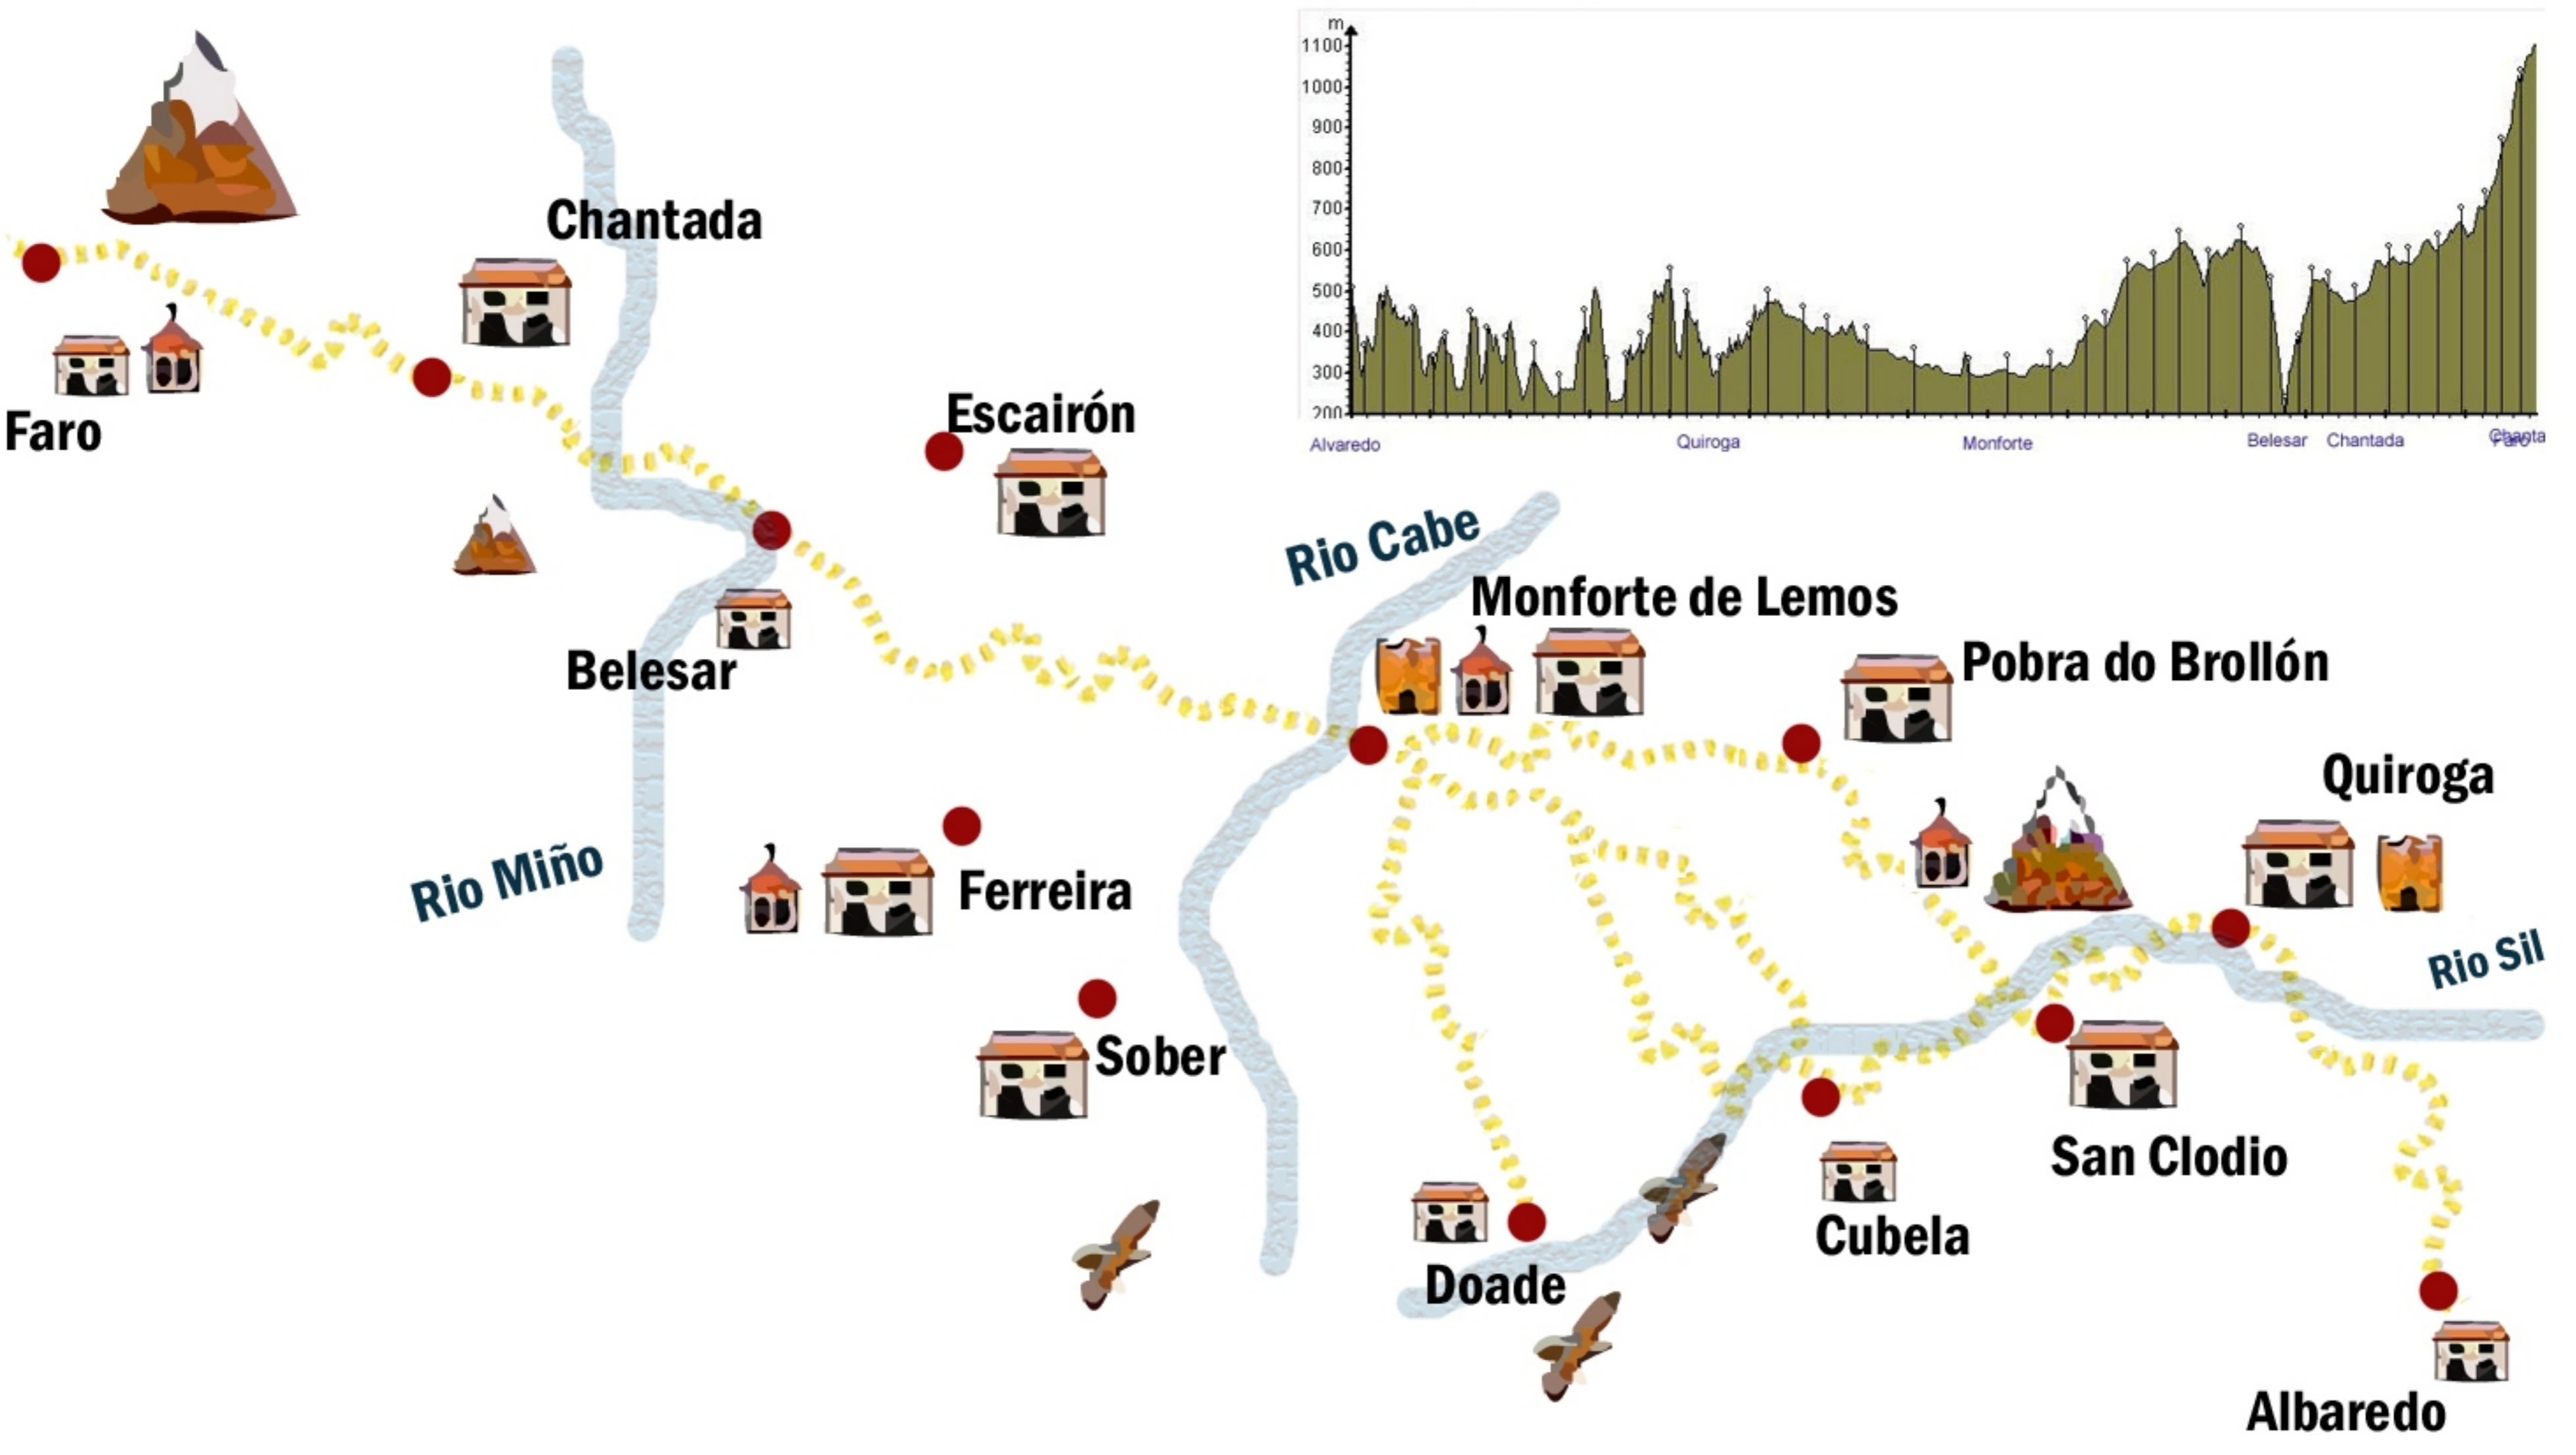 m
1100
1000
900
800
700
600
500
400
300
200
Alvaredo
Quiroga
Monforte
Belesar
Chantada
Chanta
Faro
Chantada
Faro
Escairón
Rio Cabe
Monforte de Lemos
Pobra do Brollón
Belesar
Quiroga
Rio Miño
Ferreira
Rio Sil
Sober
San Clodio
Cubela
Doade
Albaredo